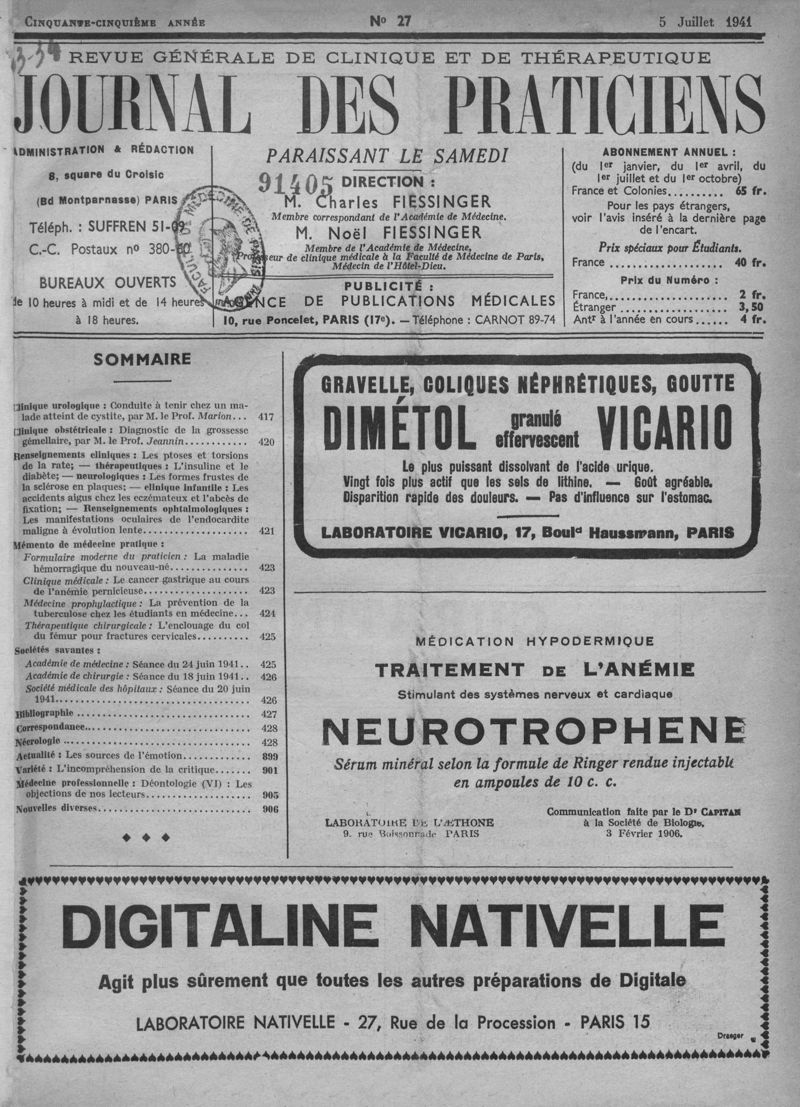 CINQUANTE-CINQUIÈME ANNÉE
No 27
5 Juillet 1941
REVUE GÉNÉRALE DE CLINIQUE ET DE THÉRAPEUTIQUE
JOURNAL DES PRATICIENS
ADMINISTRATION & RÉDACTION
8, square du Croisic
(Bd Montparnasse) PARIS
Téléph. : SUFFREN 51-09
C.-C. Postaux no 380-60
BUREAUX OUVERTS
de 10 heures à midi et de 14 heures
à 18 heures.
PARAISSANT LE SAMEDI
91405
DIRECTION :
M. Charles FIESSINGER
Membre correspondant de l'Académie de Médecine.
M. Noël FIESSINGER
Membre de l'Académie de Médecine,
Professeur de clinique médicale à la Faculté de Médecine de Paris,
Médecin de l'Hôtel-Dieu.
PUBLICITÉ :
AGENCE DE PUBLICATIONS MÉDICALES
10, rue Poncelet, PARIS (17e). — Téléphone : CARNOT 89-74
ABONNEMENT ANNUEL :
(du 1er janvier, du 1er avril, du
1er juillet et du 1er octobre)
France et Colonies.......... 65 fr.
Pour les pays étrangers,
voir l'avis inséré à la dernière page
de l'encart.
Prix spéciaux pour Étudiants.
France .................... 40 fr.
Prix du Numéro :
France, .................... 2 fr.
Étranger .................... 3,50
Antr à l'année en cours ...... 4 fr.
SOMMAIRE
Clinique urologique : Conduite à tenir chez un ma-
lade atteint de cystite, par M. le Prof. Marion... 417
Clinique obstétricale : Diagnostic de la grossesse
gémellaire, par M. le Prof. Jeannin............ 420
Renseignements cliniques : Les ptoses et torsions
de la rate; — thérapeutiques : L'insuline et le
diabète; — neurologiques : Les formes frustes de
la sclérose en plaques; — clinique infantile : Les
accidents aigus chez les eczémateux et l'abcès de
fixation; — Renseignements ophtalmologiques :
Les manifestations oculaires de l'endocardite
maligne à évolution lente.................... 421
Mémento de médecine pratique :
Formulaire moderne du praticien : La maladie
hémorragique du nouveau-né............... 423
Clinique médicale : Le cancer gastrique au cours
de l'anémie pernicieuse.................... 423
Médecine prophylactique : La prévention de la
tuberculose chez les étudiants en médecine... 424
Thérapeutique chirurgicale : L'enclouage du col
du fémur pour fractures cervicales.......... 425
Sociétés savantes :
Académie de médecine : Séance du 24 juin 1941.. 425
Académie de chirurgie : Séance du 18 juin 1941.. 426
Société médicale des hôpitaux : Séance du 20 juin
1941.................................... 426
Bibliographie ............................... 427
Correspondance............................... 428
Nécrologie .................................. 428
Actualité : Les sources de l'émotion............ 899
Variété : L'incompréhension de la critique....... 901
Médecine professionnelle : Déontologie (VI) : Les
objections de nos lecteurs.................... 905
Nouvelles diverses............................ 906
GRAVELLE, COLIQUES NÉPHRÉTIQUES, GOUTTE
DIMÉTOL granulé effervescent VICARIO
Le plus puissant dissolvant de l'acide urique.
Vingt fois plus actif que les sels de lithine. — Goût agréable.
Disparition rapide des douleurs. — Pas d'influence sur l'estomac.
LABORATOIRE VICARIO, 17, Bould Haussmann, PARIS
MÉDICATION HYPODERMIQUE
TRAITEMENT DE L'ANÉMIE
Stimulant des systèmes nerveux et cardiaque
NEUROTROPHENE
Sérum minéral selon la formule de Ringer rendue injectable
en ampoules de 10 c. c.
LABORATOIRE DE L'ÆTHONE
9, rue Boissonnade PARIS
Communication faite par le Dr CAPITAN
à la Société de Biologie.
3 Février 1906.
DIGITALINE NATIVELLE
Agit plus sûrement que toutes les autres préparations de Digitale
LABORATOIRE NATIVELLE - 27, Rue de la Procession - PARIS 15
Draeger